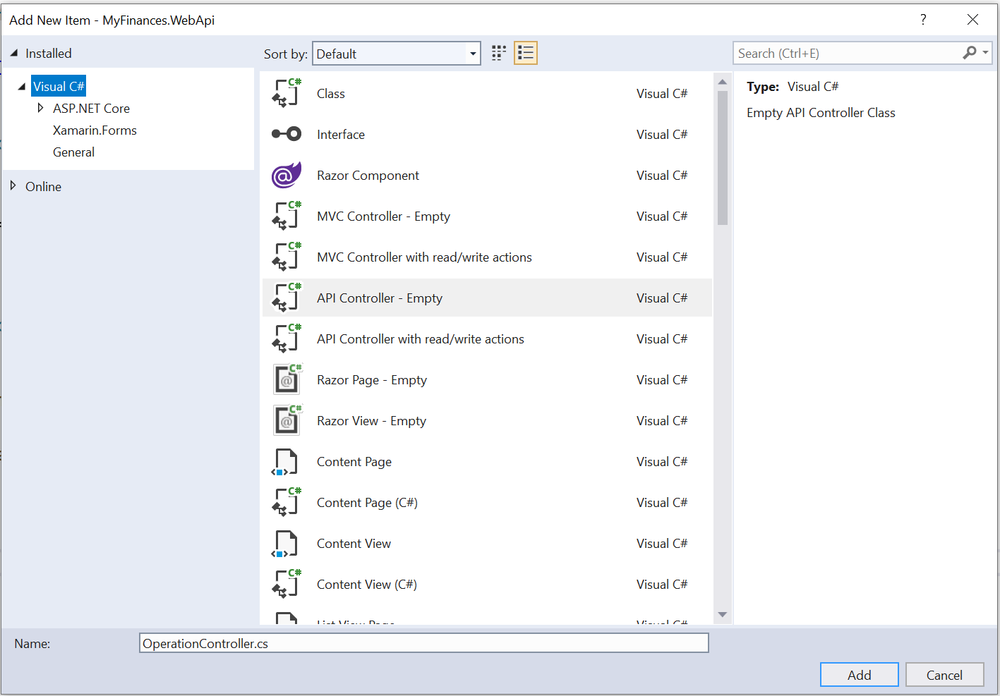 Add New Item - MyFinances.WebApi
?
Installed
Sort by: Default
Search (Ctrl+E)
Visual C#
ASP.NET Core
Xamarin.Forms
General
Online
Class Visual C#
Interface Visual C#
Razor Component Visual C#
MVC Controller - Empty Visual C#
MVC Controller with read/write actions Visual C#
API Controller - Empty Visual C#
API Controller with read/write actions Visual C#
Razor Page - Empty Visual C#
Razor View - Empty Visual C#
Content Page Visual C#
Content Page (C#) Visual C#
Content View Visual C#
Content View (C#) Visual C#
List View Page Visual C#
Type: Visual C#
Empty API Controller Class
Name: OperationController.cs
Add Cancel